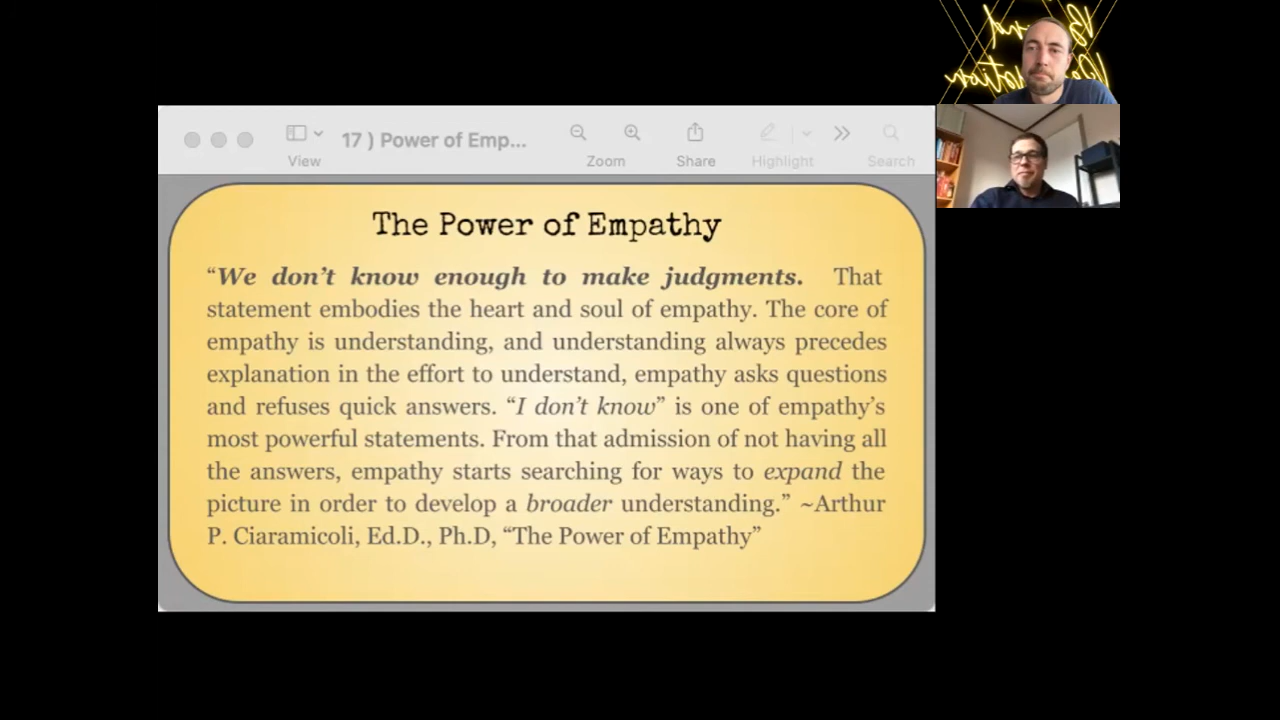 17 ) Power of Emp...
View
Zoom
Share
Highlight
Search
The Power of Empathy
“We don’t know enough to make judgments. That
statement embodies the heart and soul of empathy. The core of
empathy is understanding, and understanding always precedes
explanation in the effort to understand, empathy asks questions
and refuses quick answers. “I don’t know” is one of empathy’s
most powerful statements. From that admission of not having all
the answers, empathy starts searching for ways to expand the
picture in order to develop a broader understanding.” ~Arthur
P. Ciaramicoli, Ed.D., Ph.D, “The Power of Empathy”